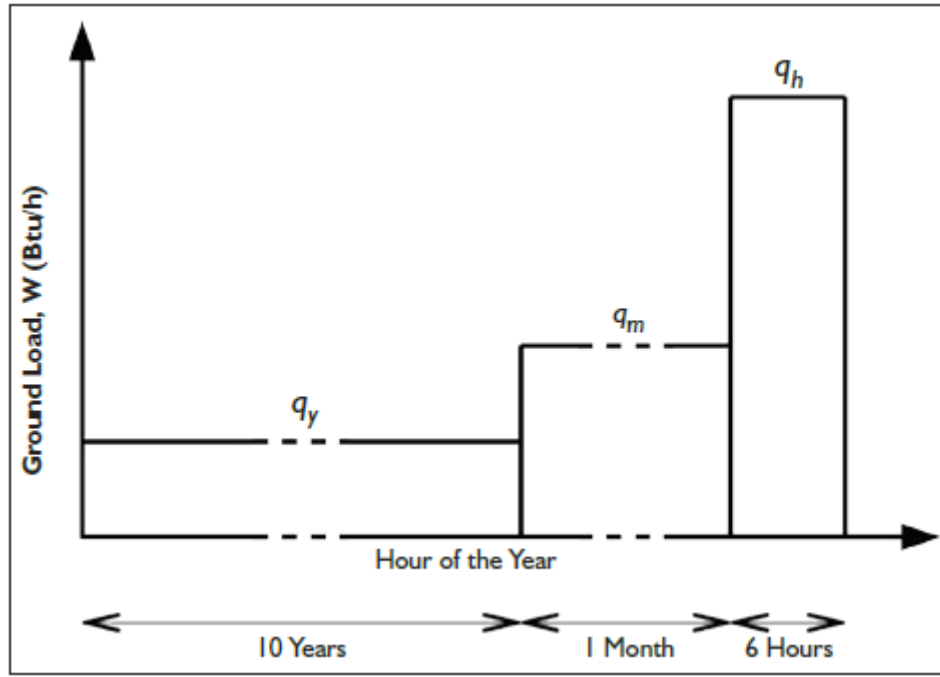 q_h
q_m
q_y
Ground Load, W (Btu/h)
Hour of the Year
10 Years
1 Month
6 Hours